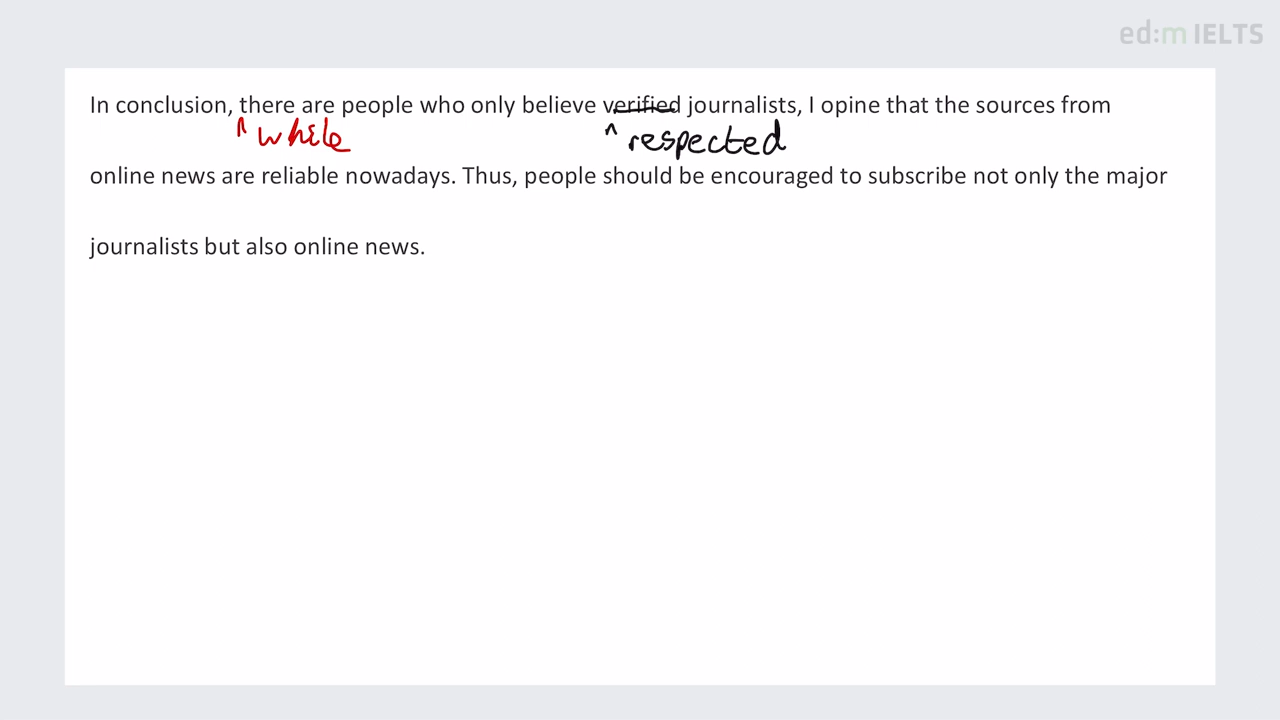 ed:m IELTS
In conclusion, there are people who only believe verified journalists, I opine that the sources from
^ while ^ respected
online news are reliable nowadays. Thus, people should be encouraged to subscribe not only the major
journalists but also online news.